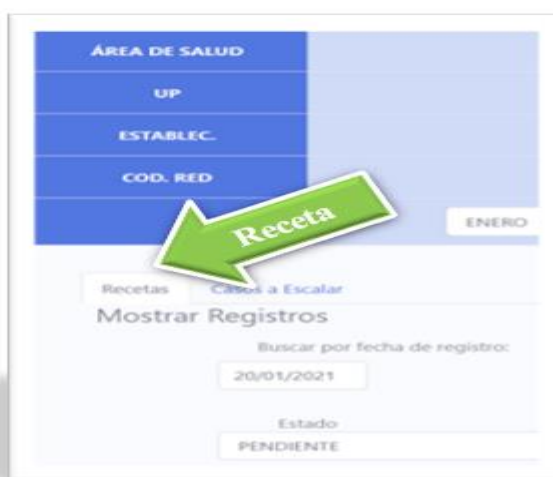 ÁREA DE SALUD
UP
ESTABLEC.
COD. RED
Receta
ENERO
Recetas
Casos a Escalar
Mostrar Registros
Buscar por fecha de registro:
20/01/2021
Estado
PENDIENTE